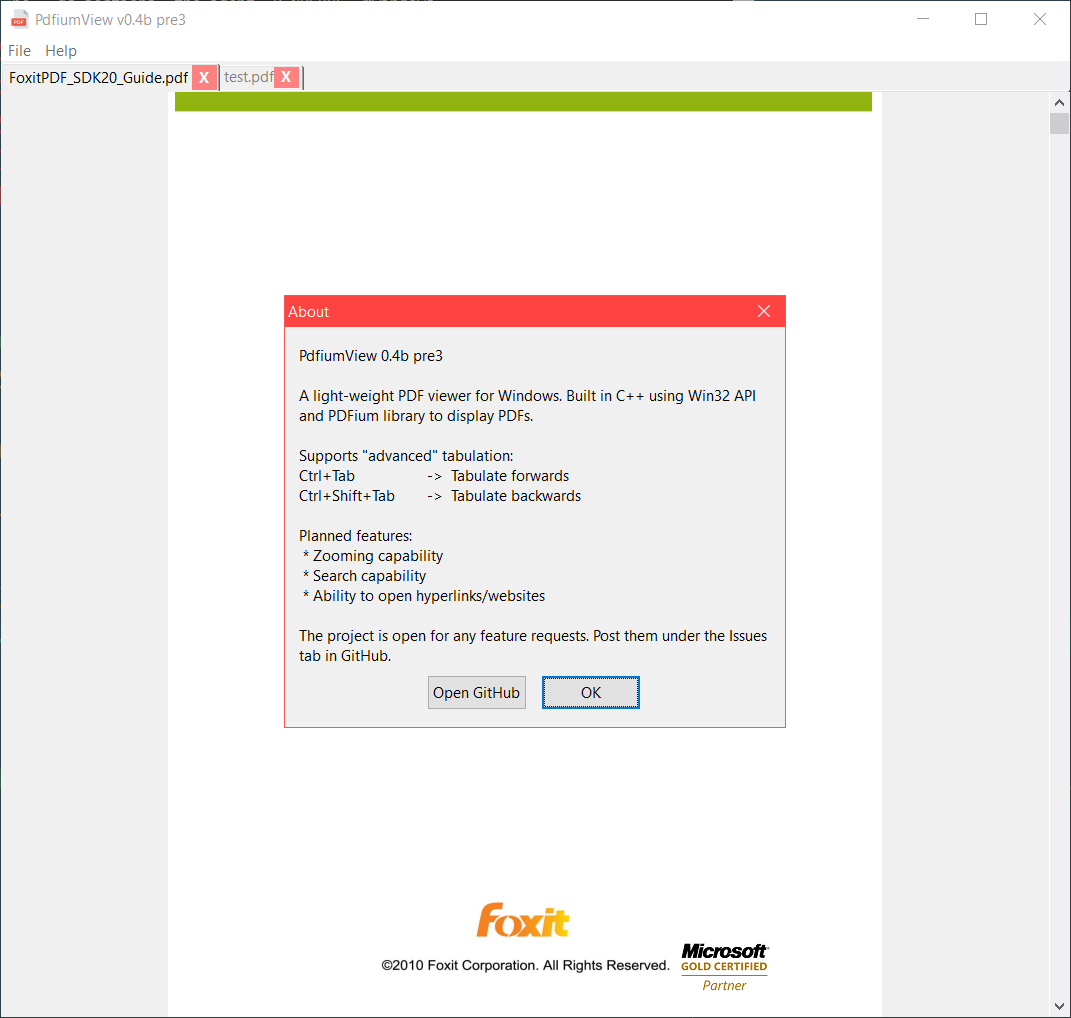 PdfiumView v0.4b pre3
File Help
FoxitPDF_SDK20_Guide.pdf X test.pdf X
About
PdfiumView 0.4b pre3
A light-weight PDF viewer for Windows. Built in C++ using Win32 API
and PDFium library to display PDFs.
Supports "advanced" tabulation:
Ctrl+Tab -> Tabulate forwards
Ctrl+Shift+Tab -> Tabulate backwards
Planned features:
* Zooming capability
* Search capability
* Ability to open hyperlinks/websites
The project is open for any feature requests. Post them under the Issues
tab in GitHub.
Open GitHub OK
foxit
©2010 Foxit Corporation. All Rights Reserved.
Microsoft
GOLD CERTIFIED
Partner